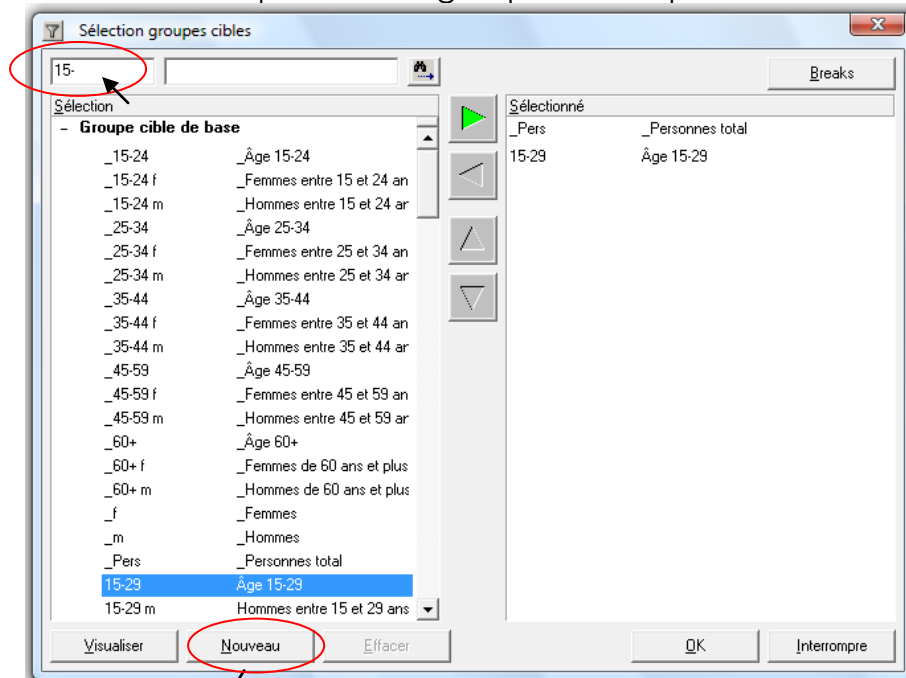 Sélection groupes cibles
15-
Breaks
Sélection
Sélectionné
– Groupe cible de base
_15-24 _Âge 15-24
_15-24 f _Femmes entre 15 et 24 an
_15-24 m _Hommes entre 15 et 24 ar
_25-34 _Âge 25-34
_25-34 f _Femmes entre 25 et 34 an
_25-34 m _Hommes entre 25 et 34 ar
_35-44 _Âge 35-44
_35-44 f _Femmes entre 35 et 44 an
_35-44 m _Hommes entre 35 et 44 ar
_45-59 _Âge 45-59
_45-59 f _Femmes entre 45 et 59 an
_45-59 m _Hommes entre 45 et 59 ar
_60+ _Âge 60+
_60+ f _Femmes de 60 ans et plus
_60+ m _Hommes de 60 ans et plus
_f _Femmes
_m _Hommes
_Pers _Personnes total
15-29 Âge 15-29
15-29 m Hommes entre 15 et 29 ans
_Pers _Personnes total
15-29 Âge 15-29
Visualiser
Nouveau
Effacer
OK
Interrompre